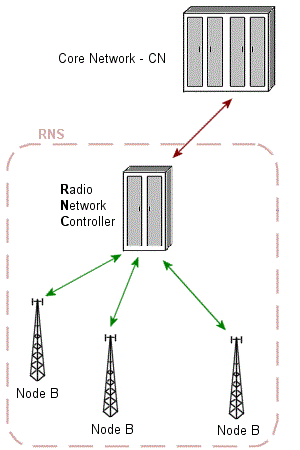 Core Network - CN
RNS
Radio
Network
Controller
Node B
Node B
Node B